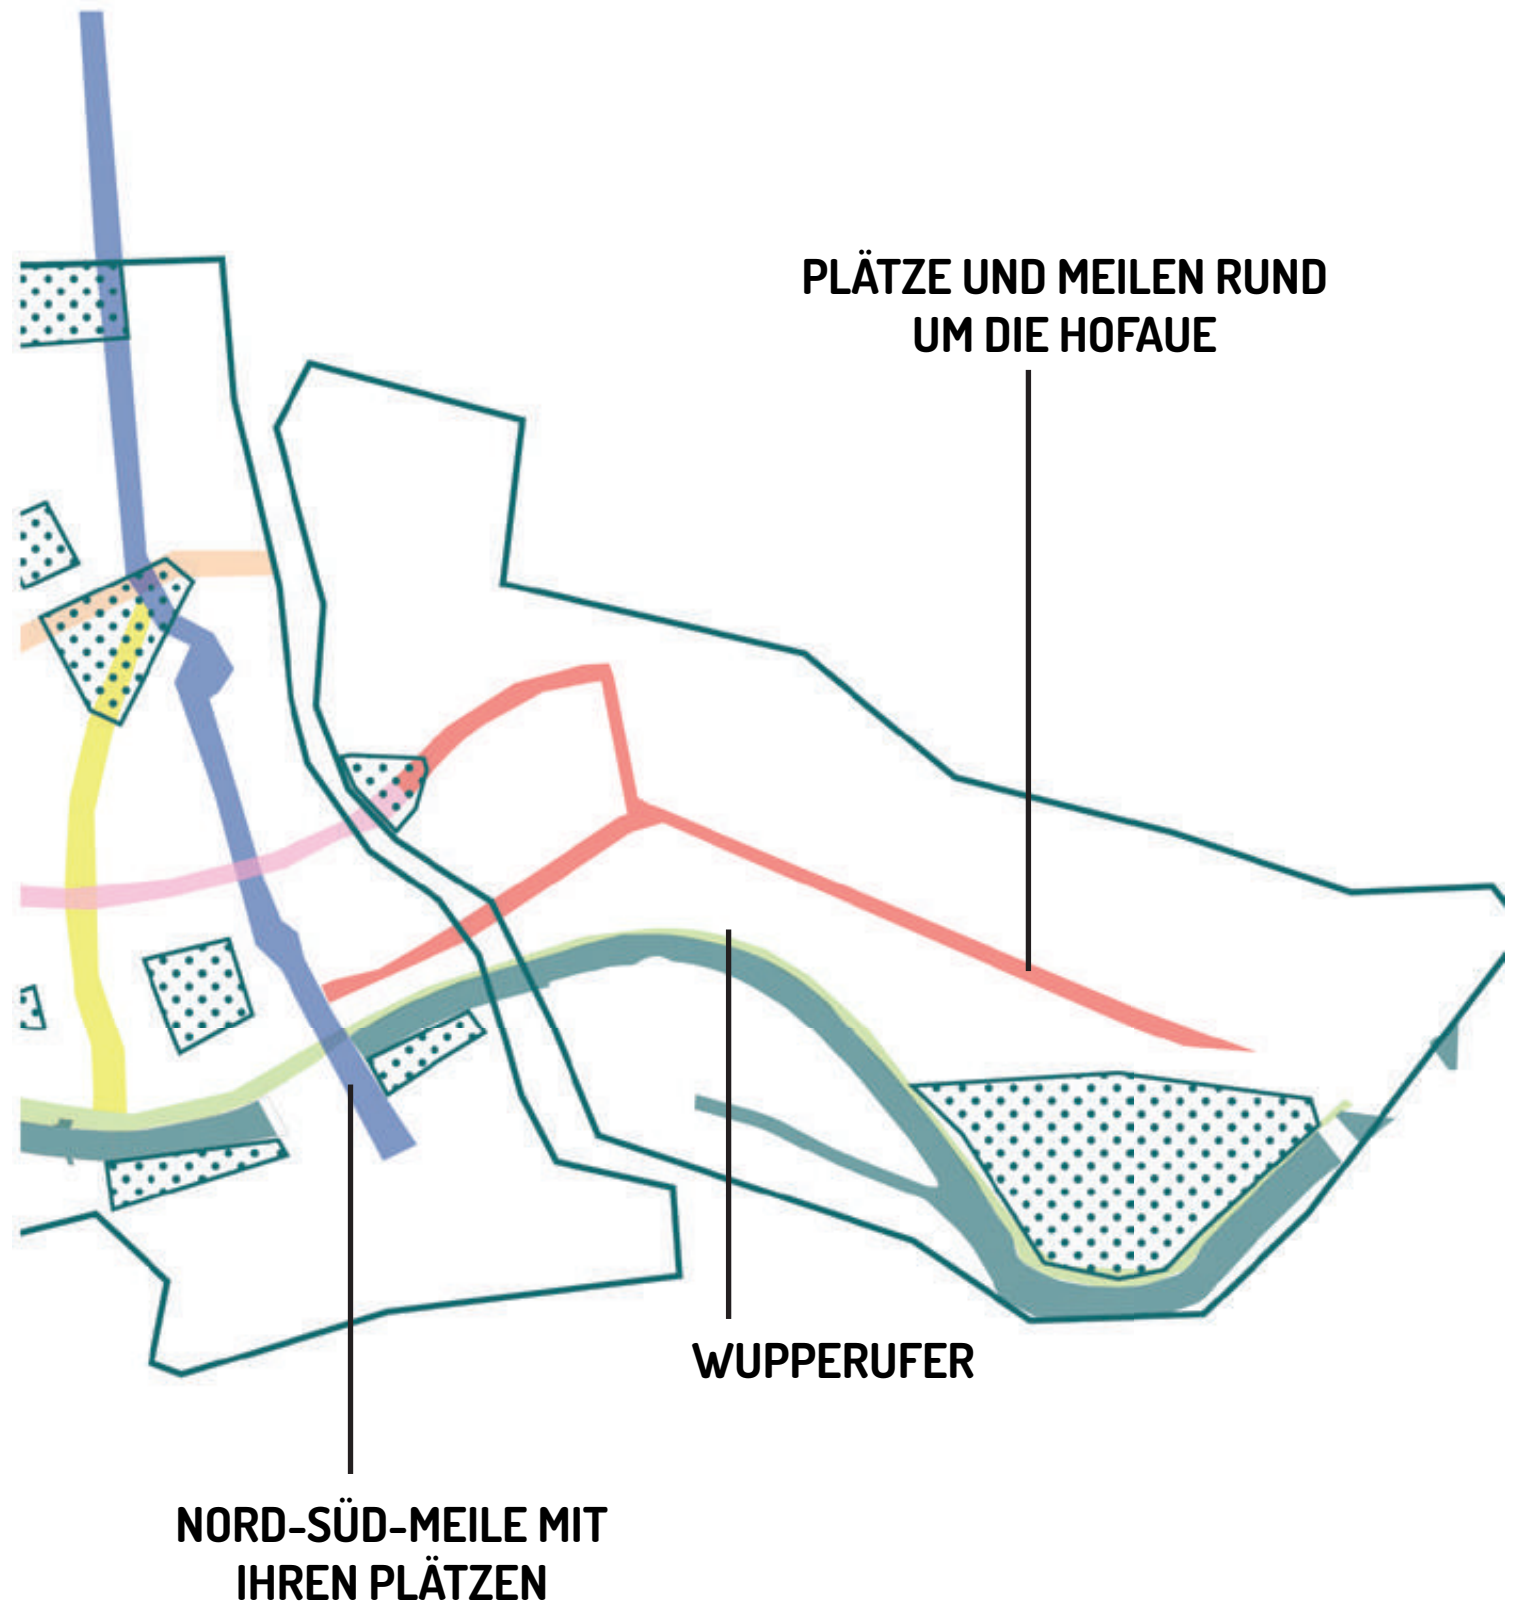 PLÄTZE UND MEILEN RUND
UM DIE HOFAUE
WUPPERUFER
NORD-SÜD-MEILE MIT
IHREN PLÄTZEN